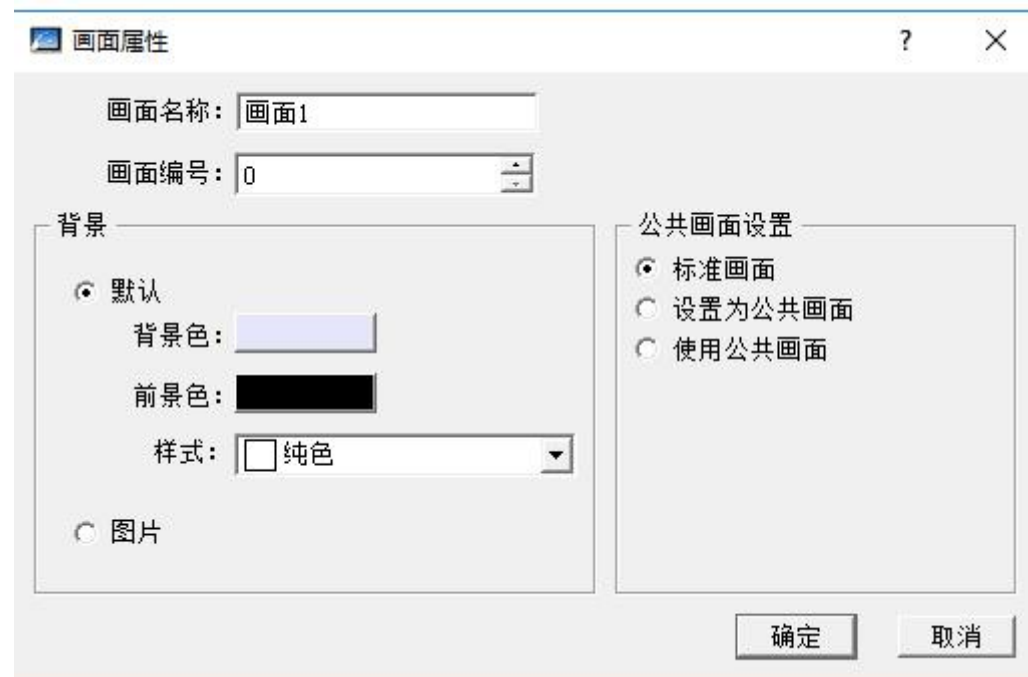 画面属性 ?
画面名称: 画面1
画面编号: 0
背景
默认
背景色:
前景色:
样式: 纯色
图片
公共画面设置
标准画面
设置为公共画面
使用公共画面
确定 取消